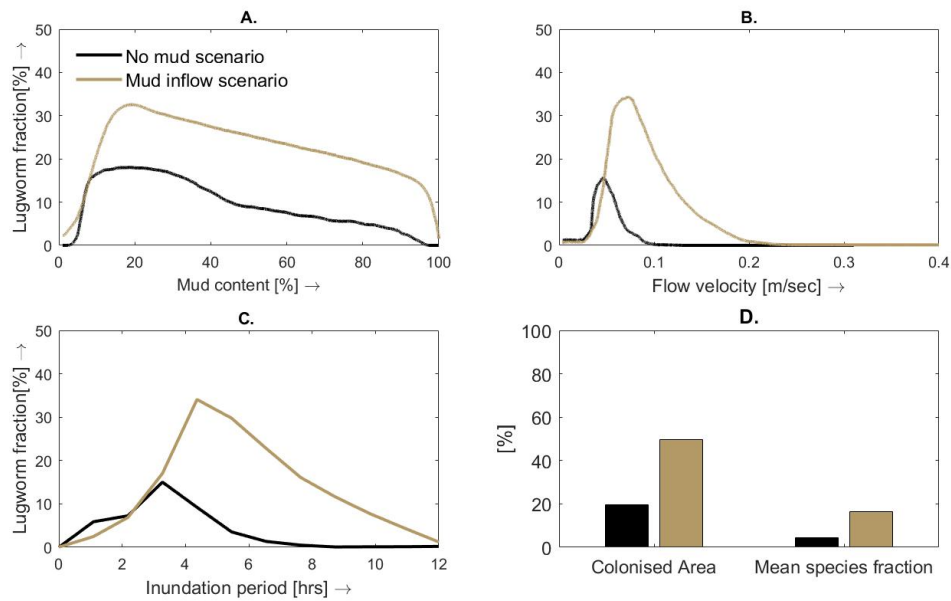 A.
50
40
30
20
10
0
Lugworm fraction[%] →
No mud scenario
Mud inflow scenario
0 20 40 60 80 100
Mud content [%] →
B.
50
40
30
20
10
0
0 0.1 0.2 0.3 0.4
Flow velocity [m/sec] →
C.
50
40
30
20
10
0
Lugworm fraction[%] →
0 2 4 6 8 10 12
Inundation period [hrs] →
D.
100
80
60
40
20
0
[%]
Colonised Area Mean species fraction